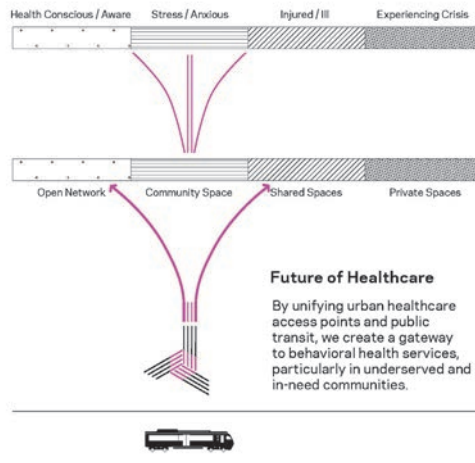 Health Conscious / Aware
Stress / Anxious
Injured / Ill
Experiencing Crisis
Open Network
Community Space
Shared Spaces
Private Spaces
Future of Healthcare
By unifying urban healthcare
access points and public
transit, we create a gateway
to behavioral health services,
particularly in underserved and
in-need communities.